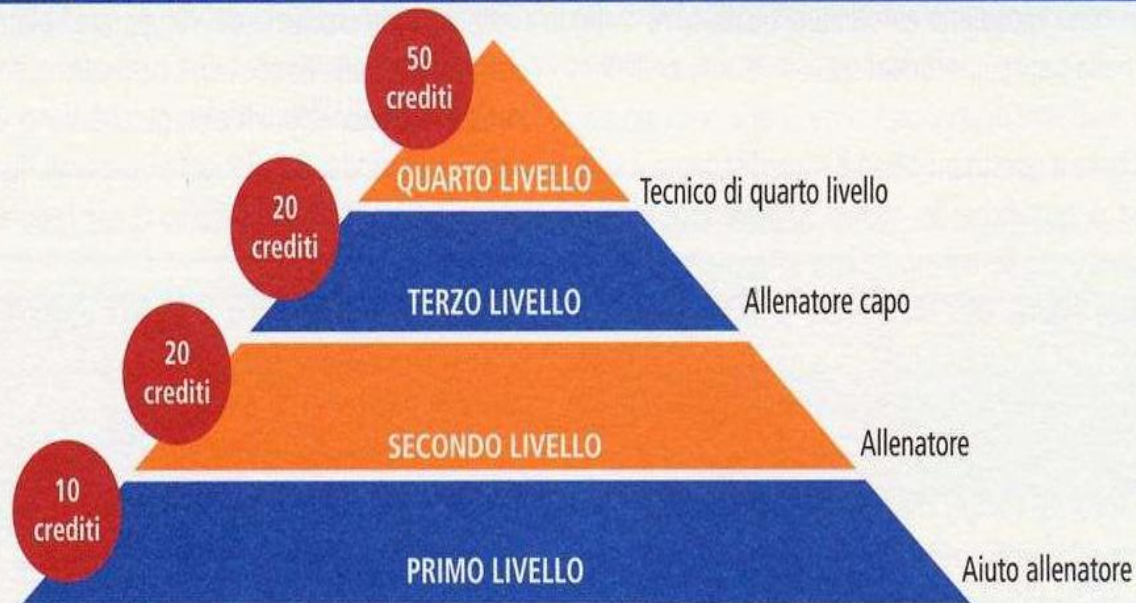 50
crediti
QUARTO LIVELLO
Tecnico di quarto livello
20
crediti
TERZO LIVELLO
Allenatore capo
20
crediti
SECONDO LIVELLO
Allenatore
10
crediti
PRIMO LIVELLO
Aiuto allenatore